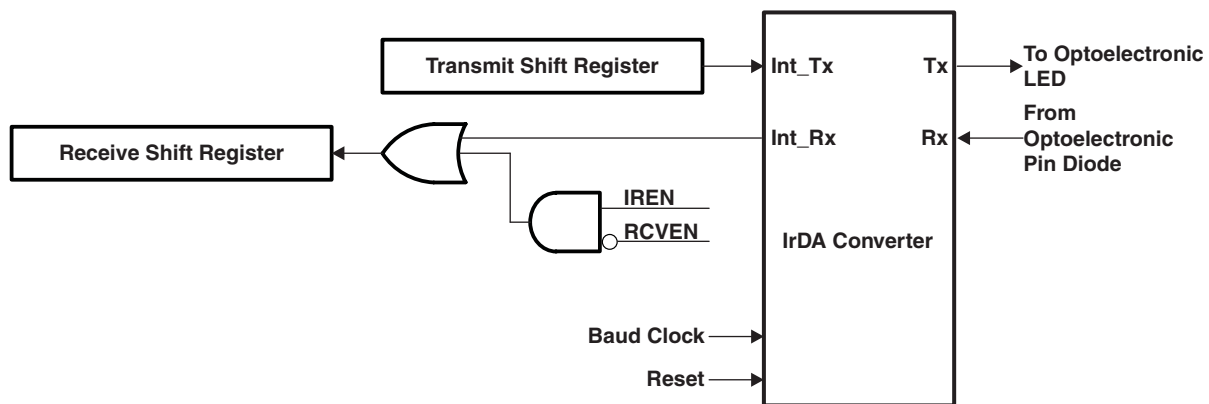 Transmit Shift Register
Int_Tx
Tx
To Optoelectronic
LED
Receive Shift Register
Int_Rx
Rx
From
Optoelectronic
Pin Diode
IREN
RCVEN
IrDA Converter
Baud Clock
Reset